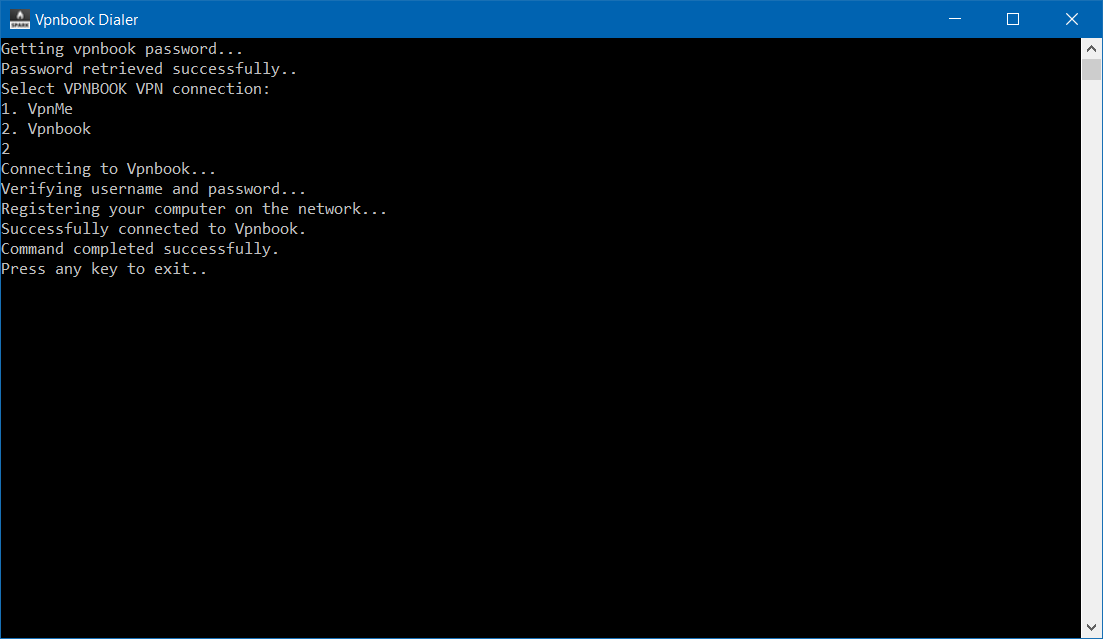 SPARK
Vpnbook Dialer
Getting vpnbook password...
Password retrieved successfully..
Select VPNBOOK VPN connection:
1. VpnMe
2. Vpnbook
2
Connecting to Vpnbook...
Verifying username and password...
Registering your computer on the network...
Successfully connected to Vpnbook.
Command completed successfully.
Press any key to exit..